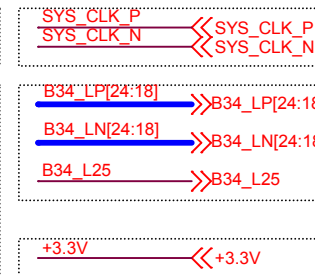 SYS_CLK_P SYS_CLK_P
SYS_CLK_N SYS_CLK_N
B34_LP[24:18] B34_LP[24:18
B34_LN[24:18] B34_LN[24:18
B34_L25 B34_L25
+3.3V +3.3V